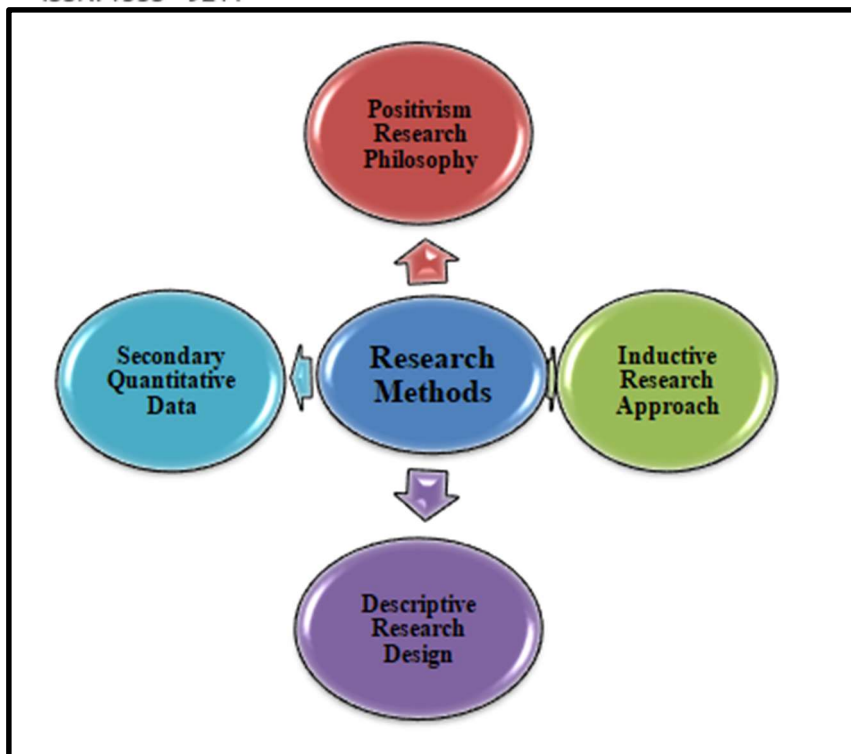 Positivism
Research
Philosophy
Secondary
Quantitative
Data
Research
Methods
Inductive
Research
Approach
Descriptive
Research
Design